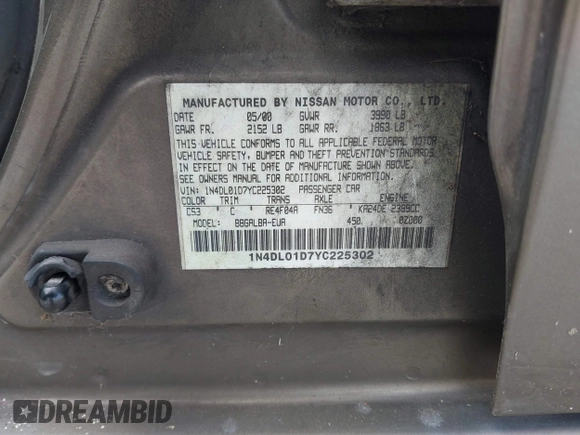 MANUFACTURED BY NISSAN MOTOR CO., LTD.
DATE 05/00 GVWR 3990 LB
GAWR FR. 2152 LB GAWR RR. 1863 LB
THIS VEHICLE CONFORMS TO ALL APPLICABLE FEDERAL MOTOR
VEHICLE SAFETY, BUMPER AND THEFT PREVENTION STANDARDS
IN EFFECT ON THE DATE OF MANUFACTURE SHOWN ABOVE.
SEE OWNERS MANUAL FOR ADDITIONAL INFORMATION
VIN: 1N4DL01D7YC225302 PASSENGER CAR
COLOR TRIM TRANS AXLE ENGINE
C53 C RE4F04A FN36 KA24DE 2389CC
MODEL: BBGALBA-EUA 450. 0Z000
1N4DL01D7YC225302
DREAMBID